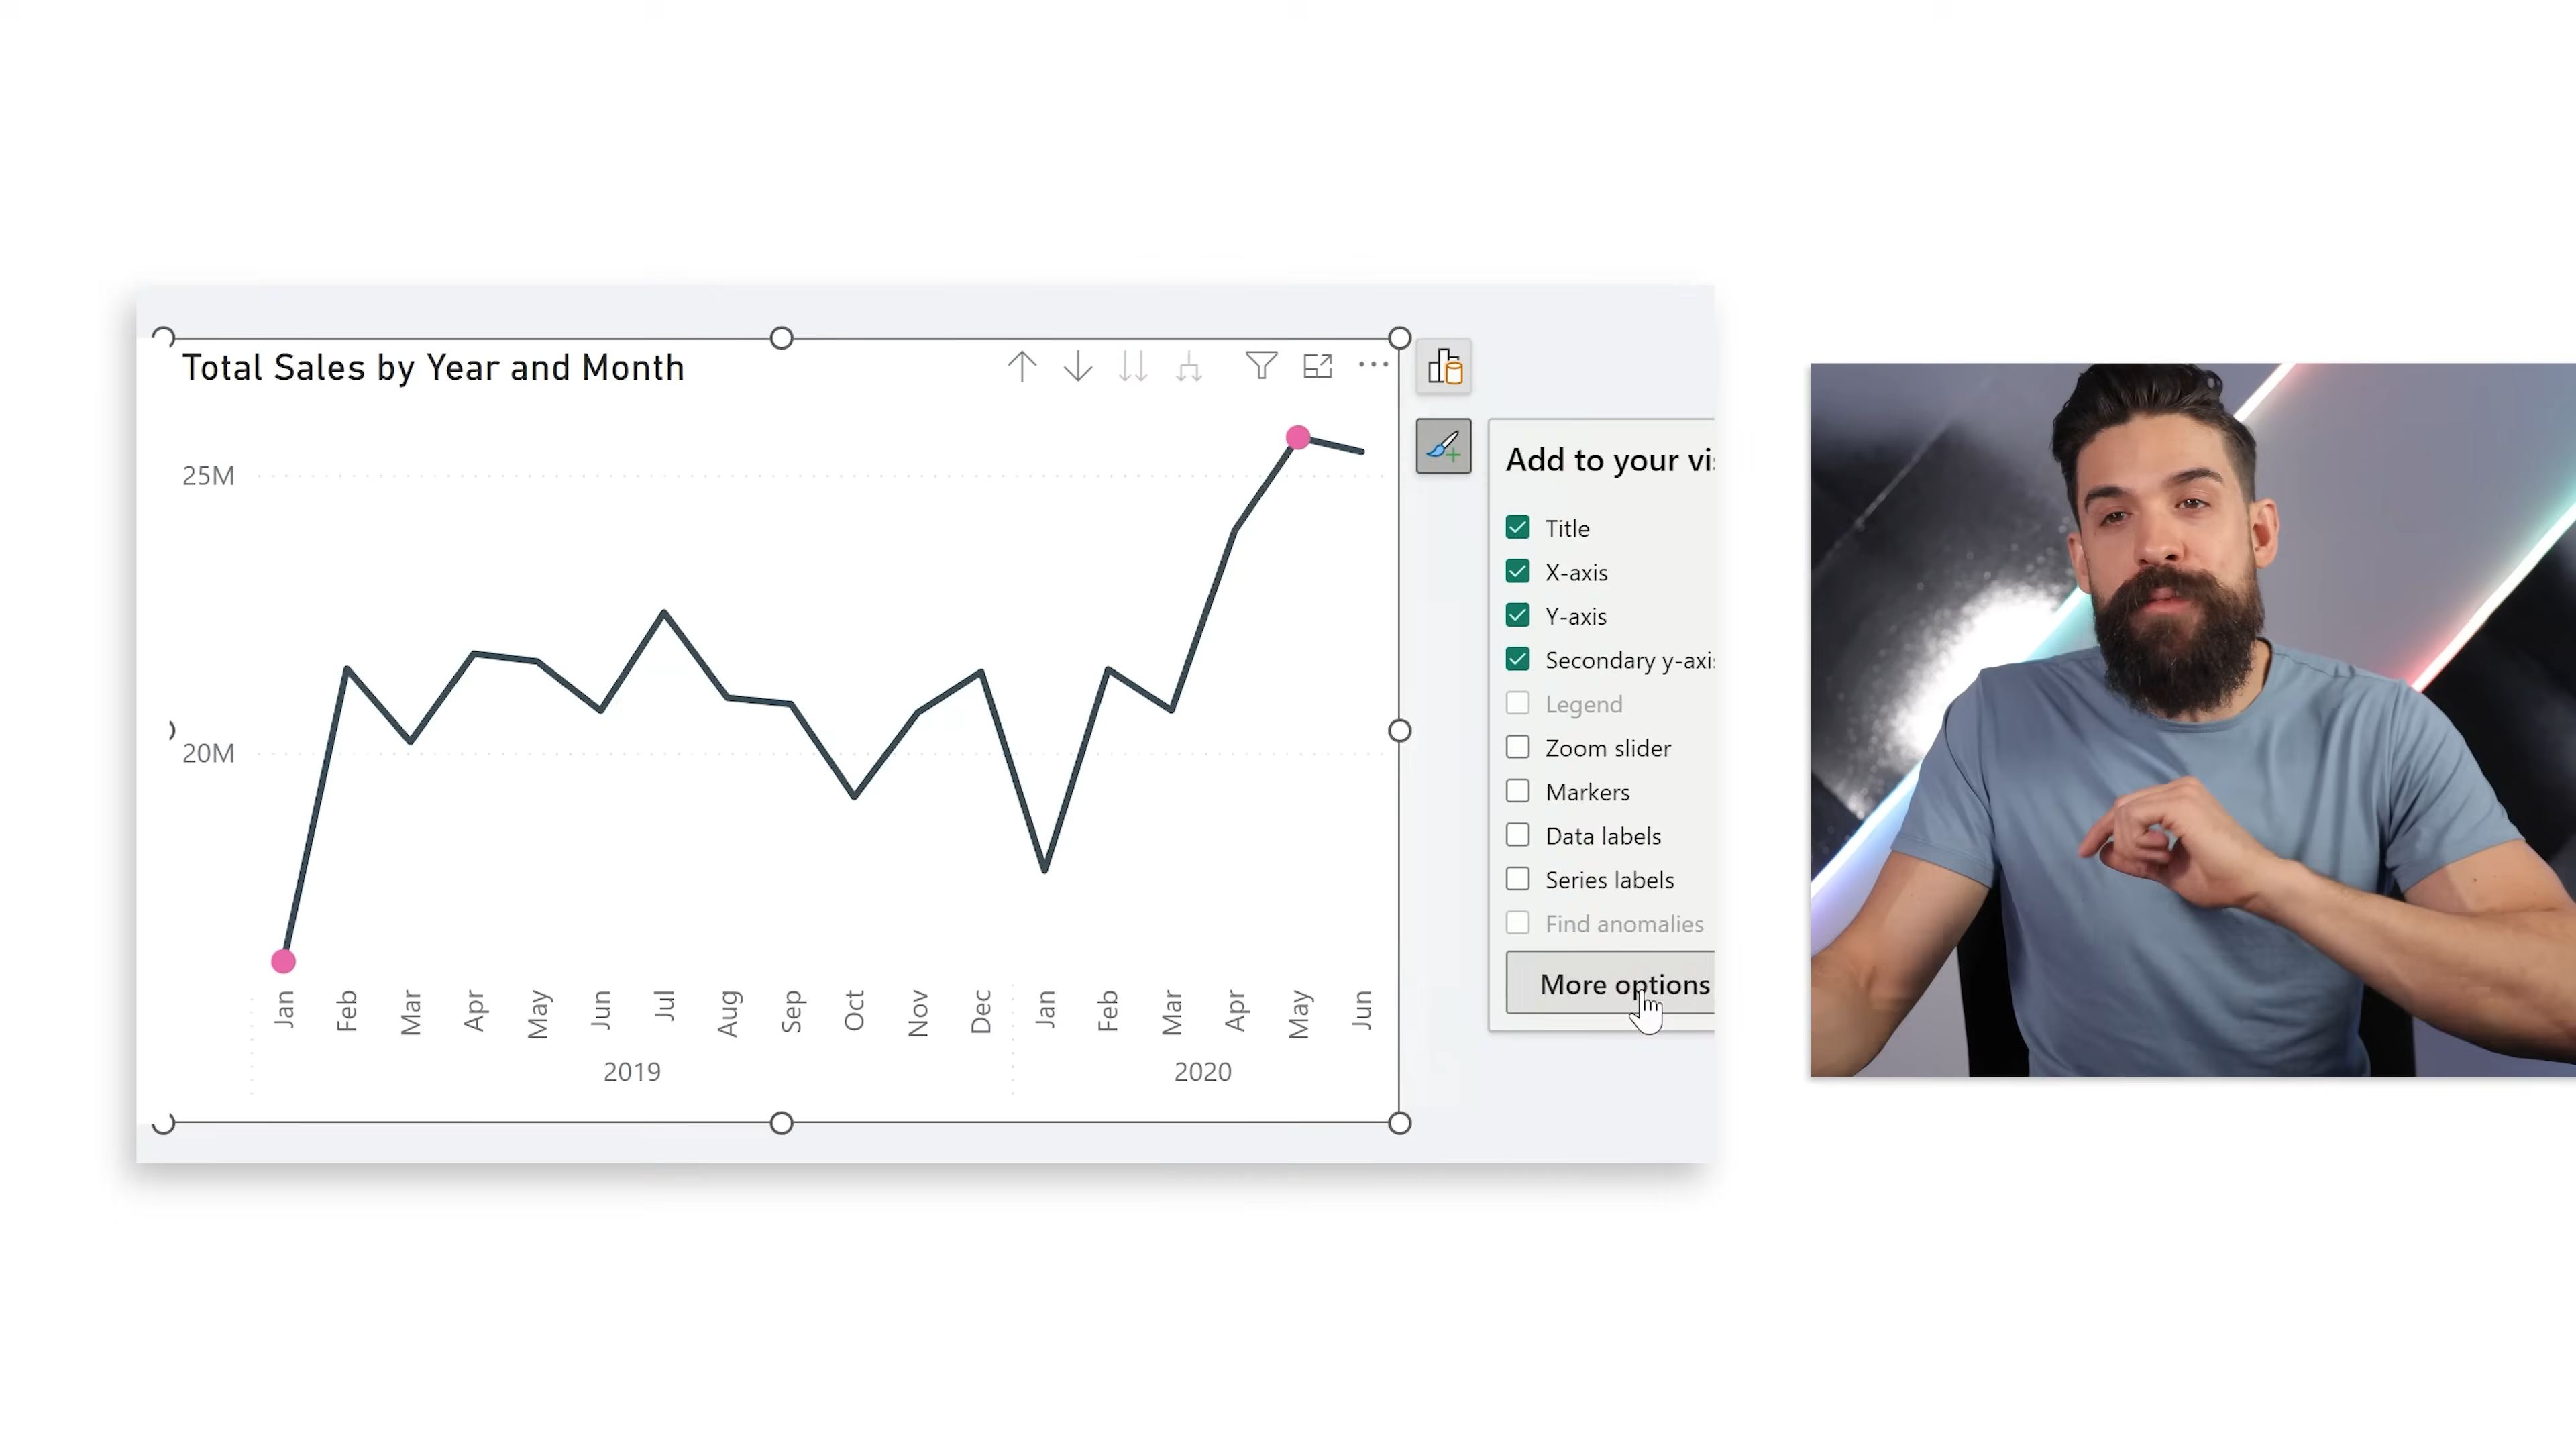 Total Sales by Year and Month
25M
20M
Jan Feb Mar Apr May Jun Jul Aug Sep Oct Nov Dec Jan Feb Mar Apr May Jun
2019 2020
Add to your
Title
X-axis
Y-axis
Secondary
Legend
Zoom slider
Markers
Data labels
Series labels
Find anomalies
More options